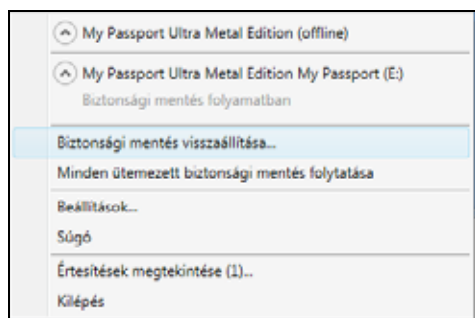 My Passport Ultra Metal Edition (offline)
My Passport Ultra Metal Edition My Passport (E:)
Biztonsági mentés folyamatban
Biztonsági mentés visszaállítása...
Minden ütemezett biztonsági mentés folytatása
Beállítások...
Súgó
Értesítések megtekintése (1)...
Kilépés